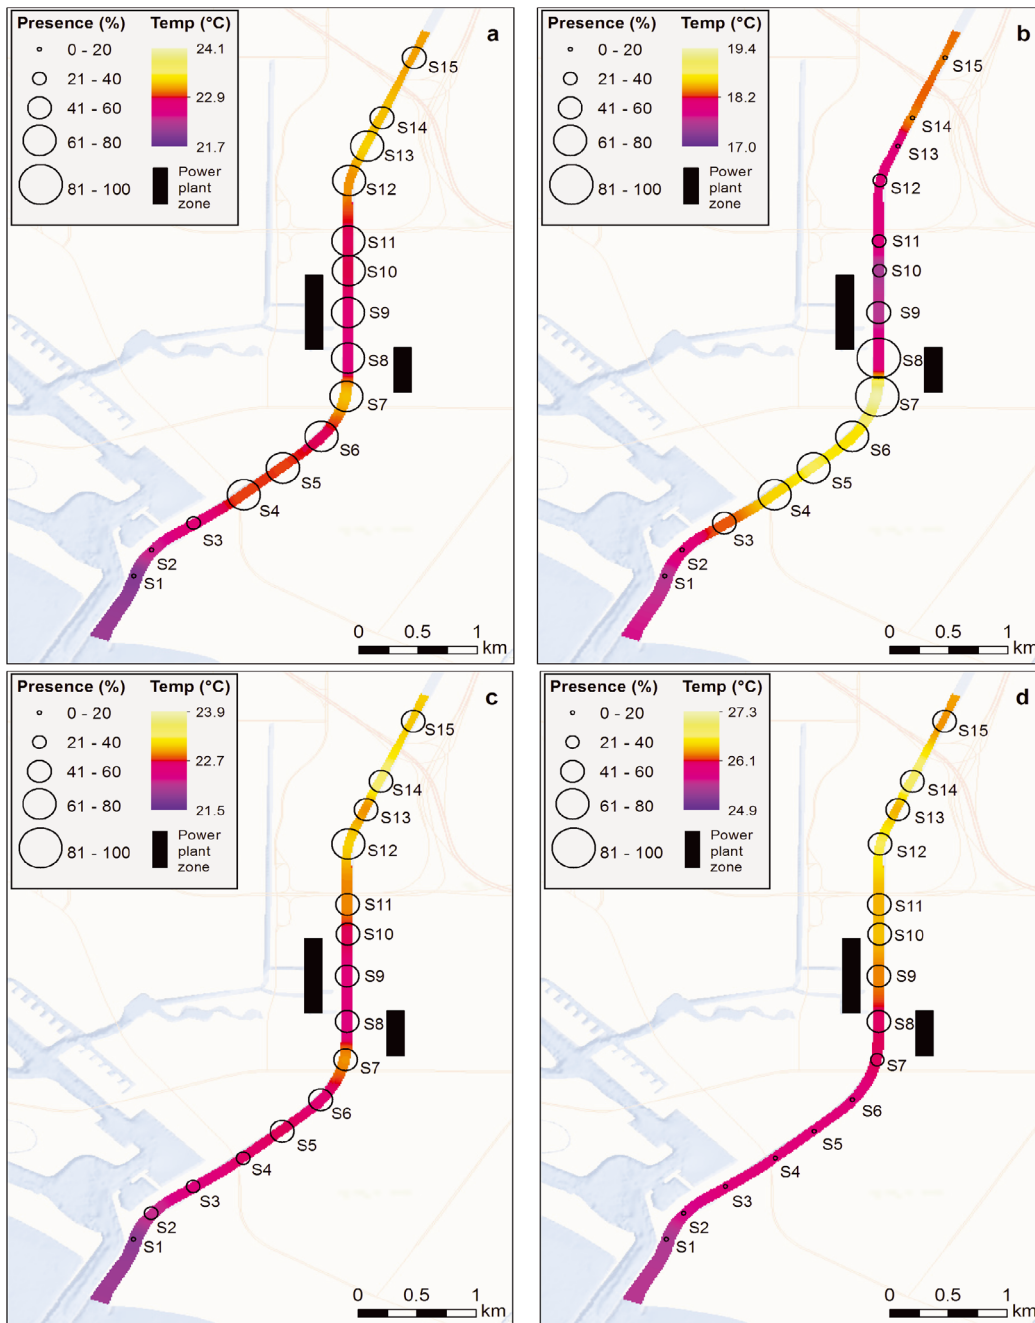 a
Presence (%) Temp (°C)
0 - 20
21 - 40
41 - 60
61 - 80
81 - 100
24.1
22.9
21.7
Power
plant
zone
S15
S14
S13
S12
S11
S10
S9
S8
S7
S6
S5
S4
S3
S2
S1
0 0.5 1
km
b
Presence (%) Temp (°C)
0 - 20
21 - 40
41 - 60
61 - 80
81 - 100
19.4
18.2
17.0
Power
plant
zone
S15
S14
S13
S12
S11
S10
S9
S8
S7
S6
S5
S4
S3
S2
S1
0 0.5 1
km
c
Presence (%) Temp (°C)
0 - 20
21 - 40
41 - 60
61 - 80
81 - 100
23.9
22.7
21.5
Power
plant
zone
S15
S14
S13
S12
S11
S10
S9
S8
S7
S6
S5
S4
S3
S2
S1
0 0.5 1
km
d
Presence (%) Temp (°C)
0 - 20
21 - 40
41 - 60
61 - 80
81 - 100
27.3
26.1
24.9
Power
plant
zone
S15
S14
S13
S12
S11
S10
S9
S8
S7
S6
S5
S4
S3
S2
S1
0 0.5 1
km